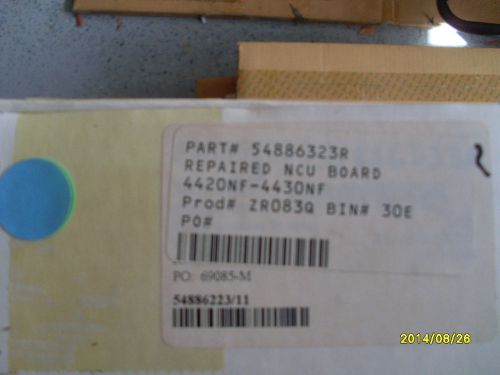 PART# 54886323R
REPAIRED NCU BOARD
4420NF-4430NF
Prod# ZR083Q BIN# 30E
PO#
PO: 69085-M
54886223/11
2014/08/26